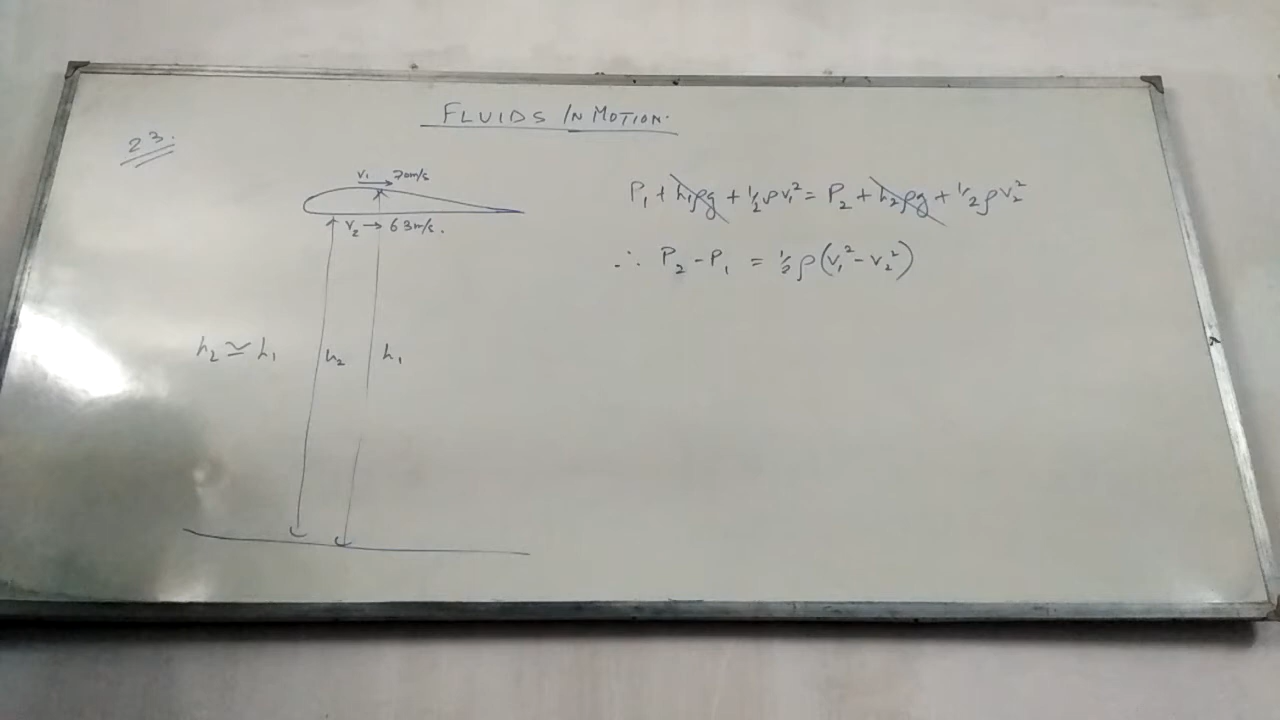 FLUIDS IN MOTION.
23.
V₁ → 70m/s
V₂ → 63m/s.
h₂ ≃ h₁
h₂
h₁
P₁ + h₁ρg + ½ρv₁² = P₂ + h₂ρg + ½ρv₂²
∴ P₂ - P₁ = ½ρ(v₁² - v₂²)